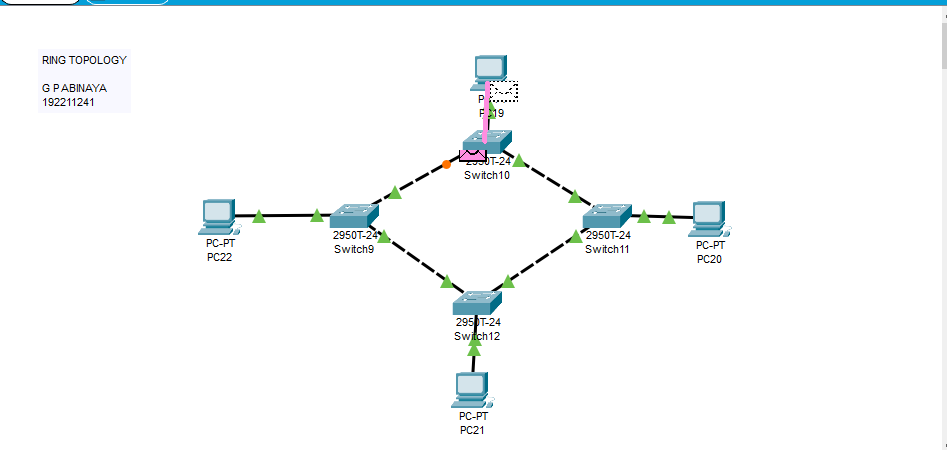 RING TOPOLOGY
G P ABINAYA
192211241
PC19
2950T-24
Switch10
PC-PT
PC22
2950T-24
Switch9
2950T-24
Switch11
PC-PT
PC20
2950T-24
Switch12
PC-PT
PC21